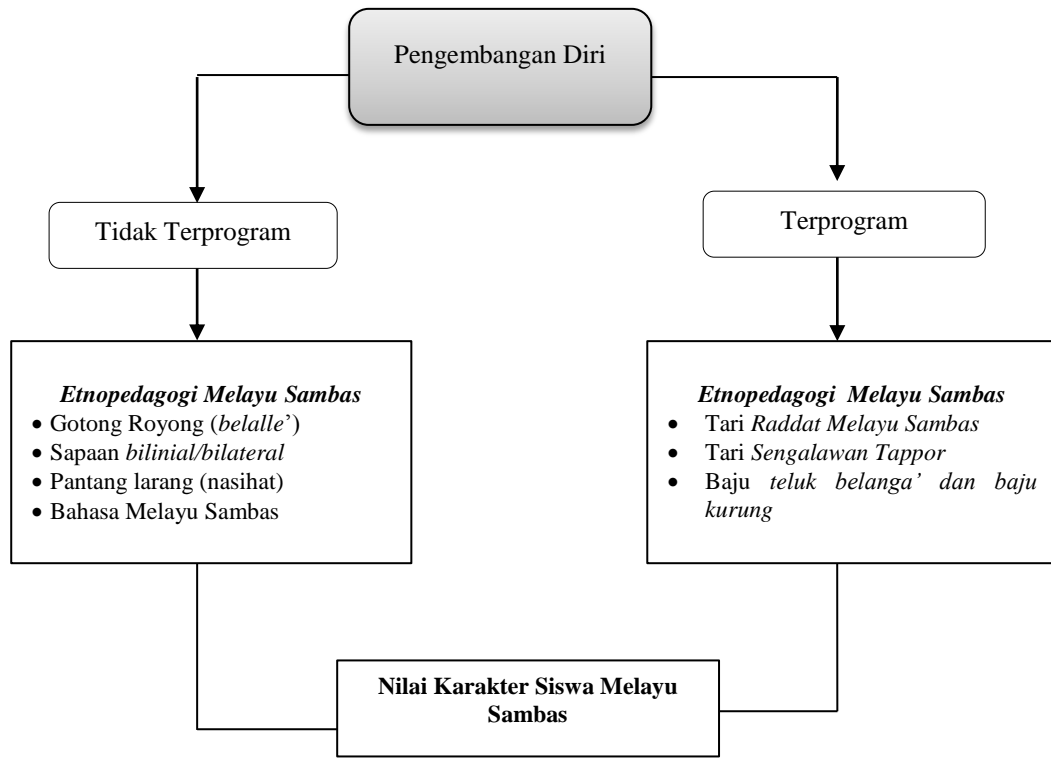 Pengembangan Diri
Tidak Terprogram
Terprogram
Etnopedagogi Melayu Sambas
• Gotong Royong (belalle’)
• Sapaan bilinial/bilateral
• Pantang larang (nasihat)
• Bahasa Melayu Sambas
Etnopedagogi Melayu Sambas
• Tari Raddat Melayu Sambas
• Tari Sengalawan Tappor
• Baju teluk belanga’ dan baju
kurung
Nilai Karakter Siswa Melayu
Sambas